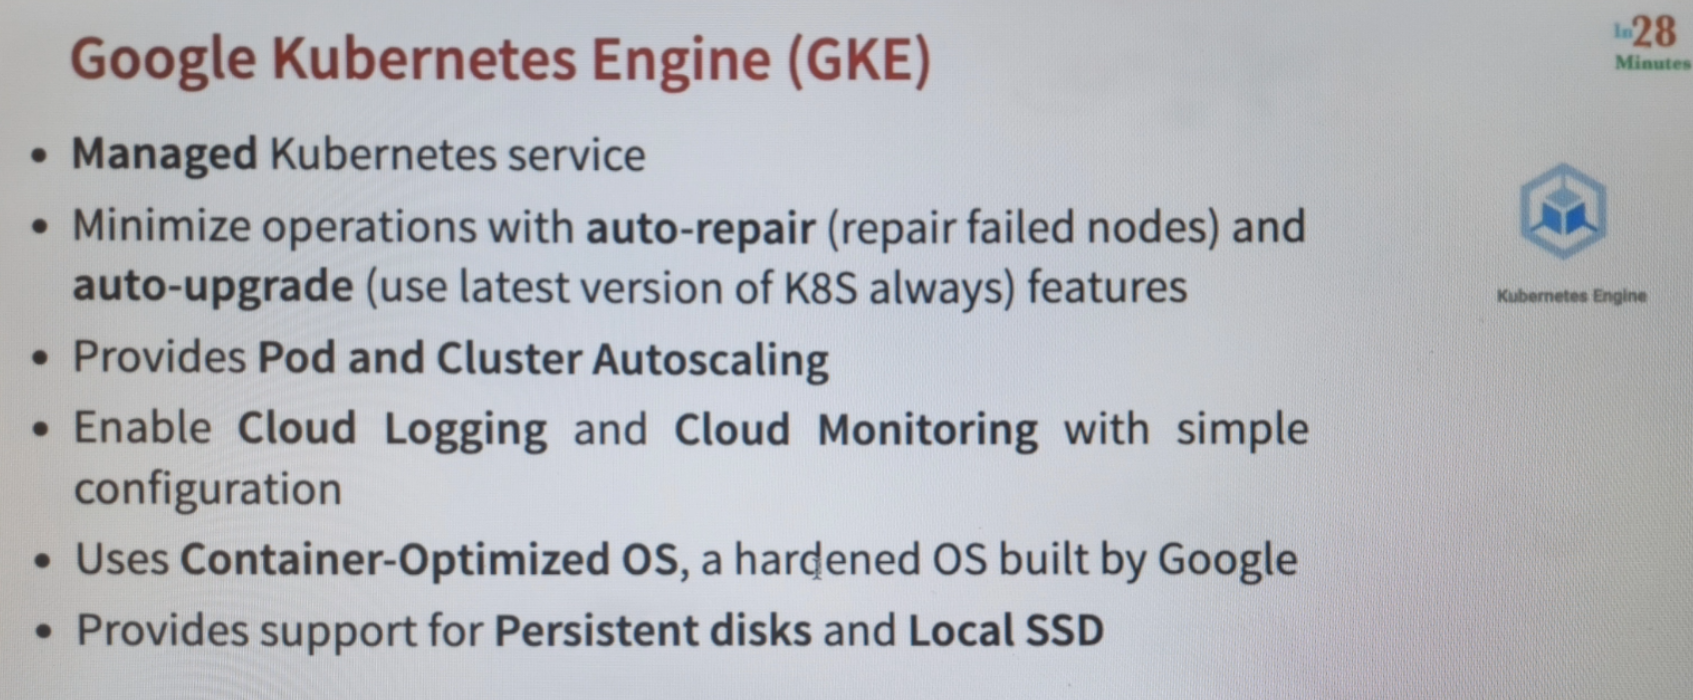 Google Kubernetes Engine (GKE)
In28
Minutes
• Managed Kubernetes service
• Minimize operations with auto-repair (repair failed nodes) and
auto-upgrade (use latest version of K8S always) features
• Provides Pod and Cluster Autoscaling
• Enable Cloud Logging and Cloud Monitoring with simple
configuration
• Uses Container-Optimized OS, a hardened OS built by Google
• Provides support for Persistent disks and Local SSD
Kubernetes Engine